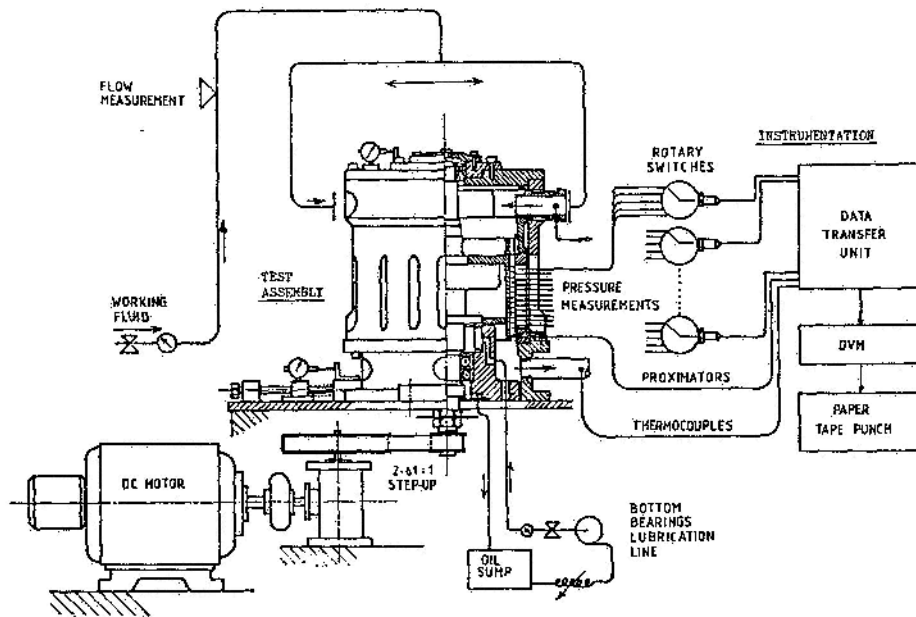 FLOW
MEASUREMENT
INSTRUMENTATION
ROTARY
SWITCHES
DATA
TRANSFER
UNIT
TEST
ASSEMBLY
PRESSURE
MEASUREMENTS
WORKING
FLUID
DVM
PROXIMATORS
PAPER
TAPE PUNCH
THERMOCOUPLES
2·61:1
STEP-UP
DC MOTOR
BOTTOM
BEARINGS
LUBRICATION
LINE
OIL
SUMP